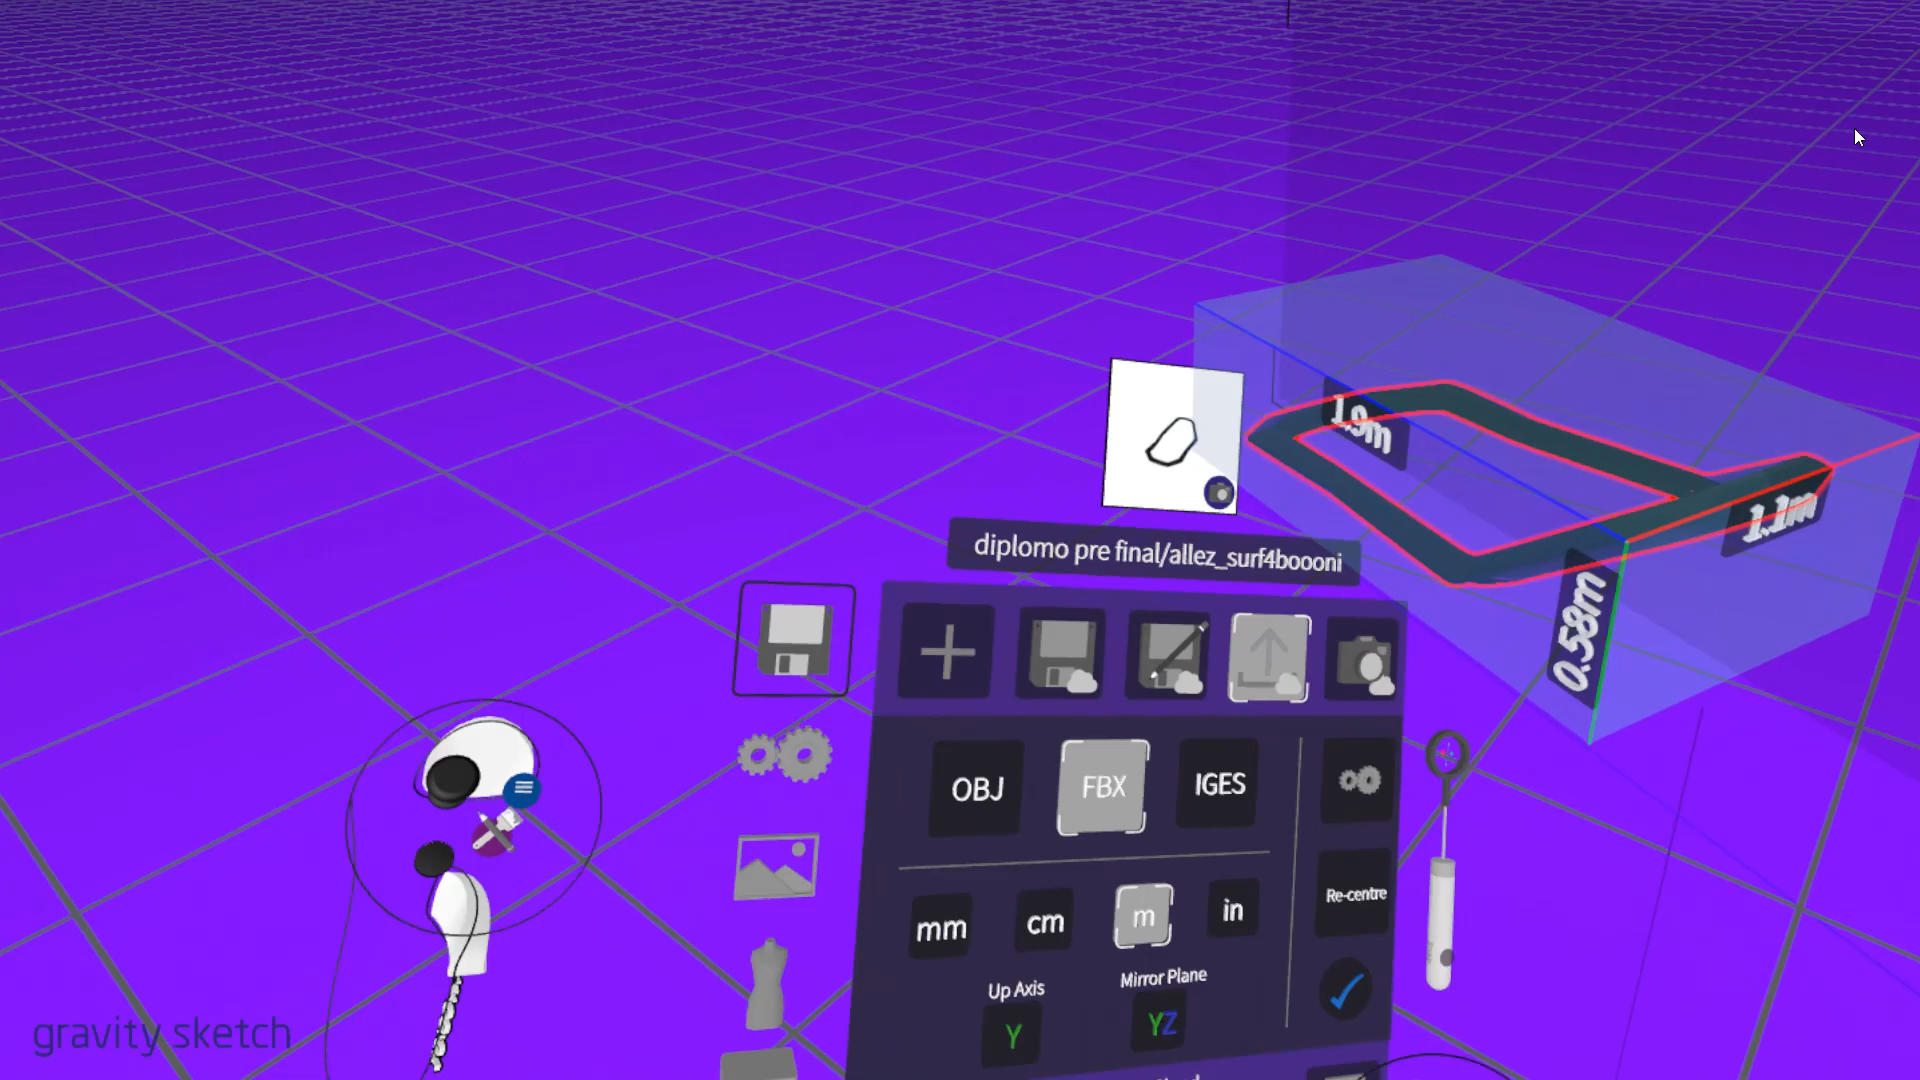 1.9m
1.1m
diplomo pre final/allez_surf4boooni
0.58m
OBJ
FBX
IGES
mm
cm
m
in
Re-centre
Up Axis
Mirror Plane
Y
YZ
gravity sketch